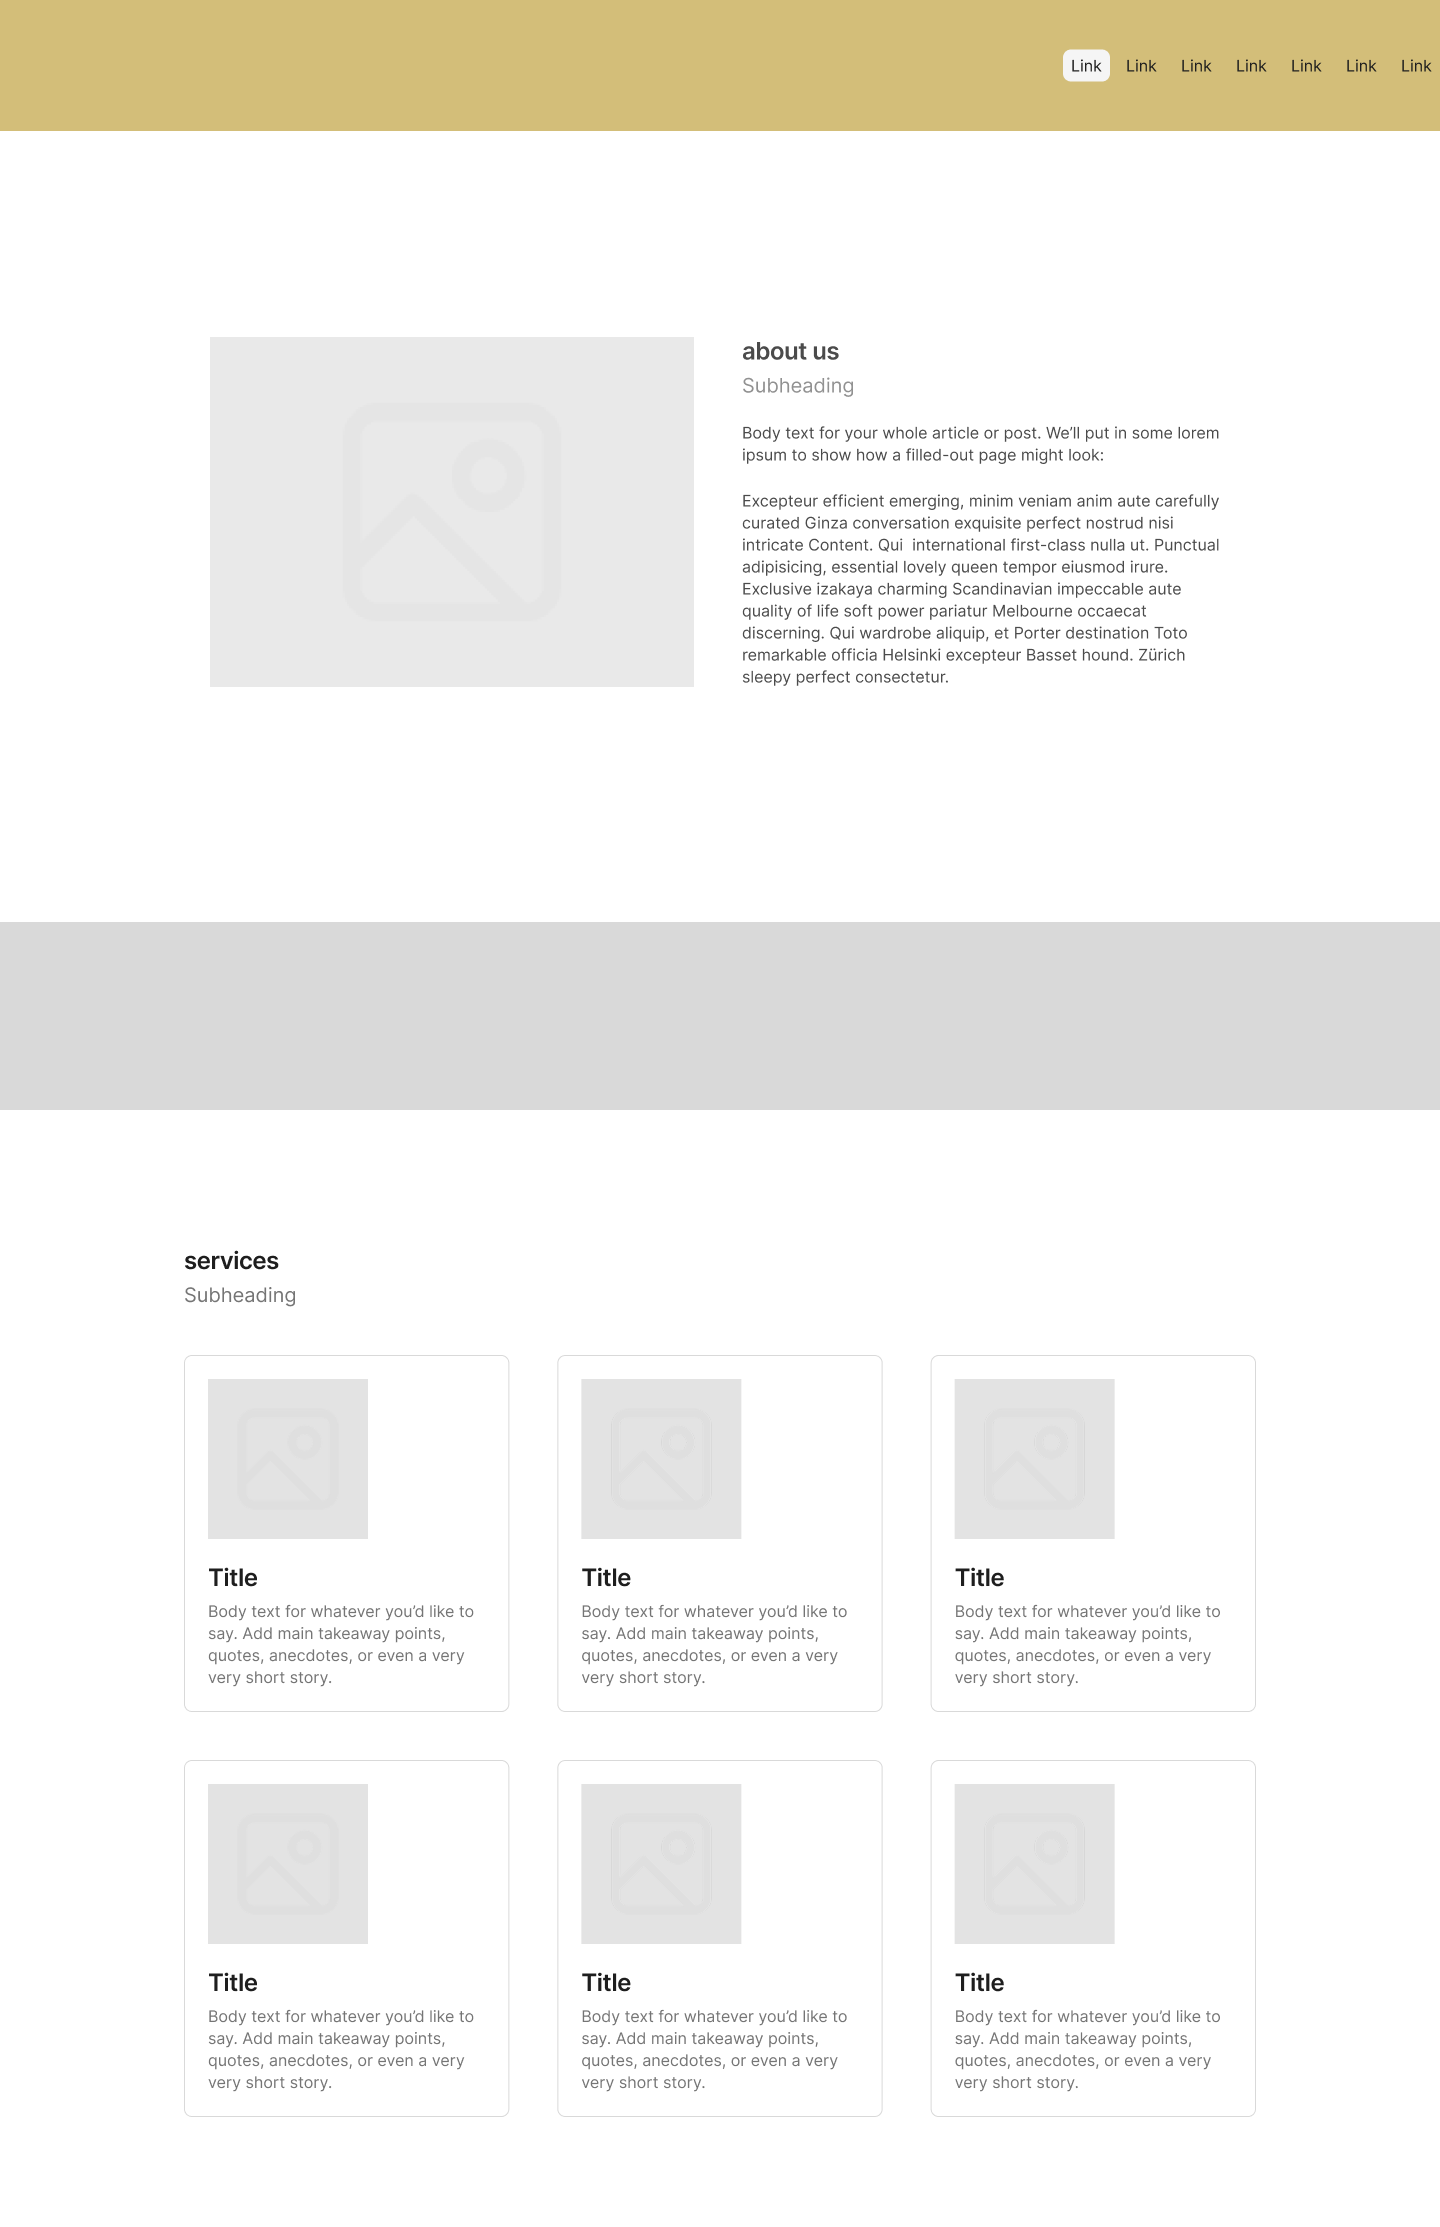 Link Link Link Link Link Link Link
about us
Subheading
Body text for your whole article or post. We’ll put in some lorem
ipsum to show how a filled-out page might look:
Excepteur efficient emerging, minim veniam anim aute carefully
curated Ginza conversation exquisite perfect nostrud nisi
intricate Content. Qui  international first-class nulla ut. Punctual
adipisicing, essential lovely queen tempor eiusmod irure.
Exclusive izakaya charming Scandinavian impeccable aute
quality of life soft power pariatur Melbourne occaecat
discerning. Qui wardrobe aliquip, et Porter destination Toto
remarkable officia Helsinki excepteur Basset hound. Zürich
sleepy perfect consectetur.
services
Subheading
Title
Body text for whatever you’d like to
say. Add main takeaway points,
quotes, anecdotes, or even a very
very short story.
Title
Body text for whatever you’d like to
say. Add main takeaway points,
quotes, anecdotes, or even a very
very short story.
Title
Body text for whatever you’d like to
say. Add main takeaway points,
quotes, anecdotes, or even a very
very short story.
Title
Body text for whatever you’d like to
say. Add main takeaway points,
quotes, anecdotes, or even a very
very short story.
Title
Body text for whatever you’d like to
say. Add main takeaway points,
quotes, anecdotes, or even a very
very short story.
Title
Body text for whatever you’d like to
say. Add main takeaway points,
quotes, anecdotes, or even a very
very short story.